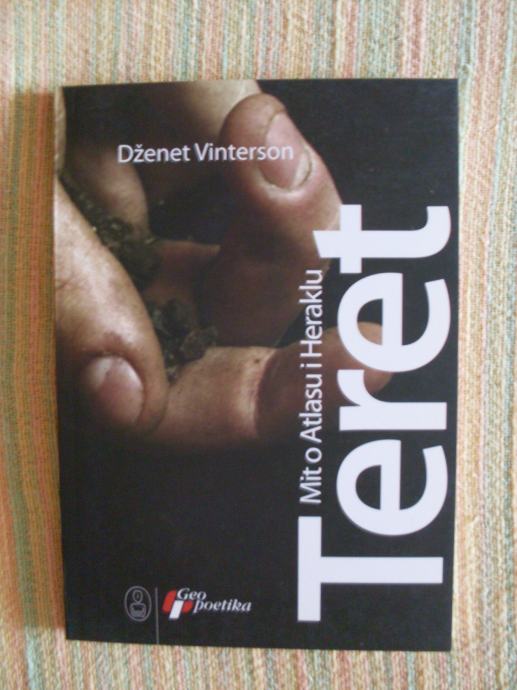 Dženet Vinterson
Teret
Mit o Atlasu i Heraklu
Geo
poetika